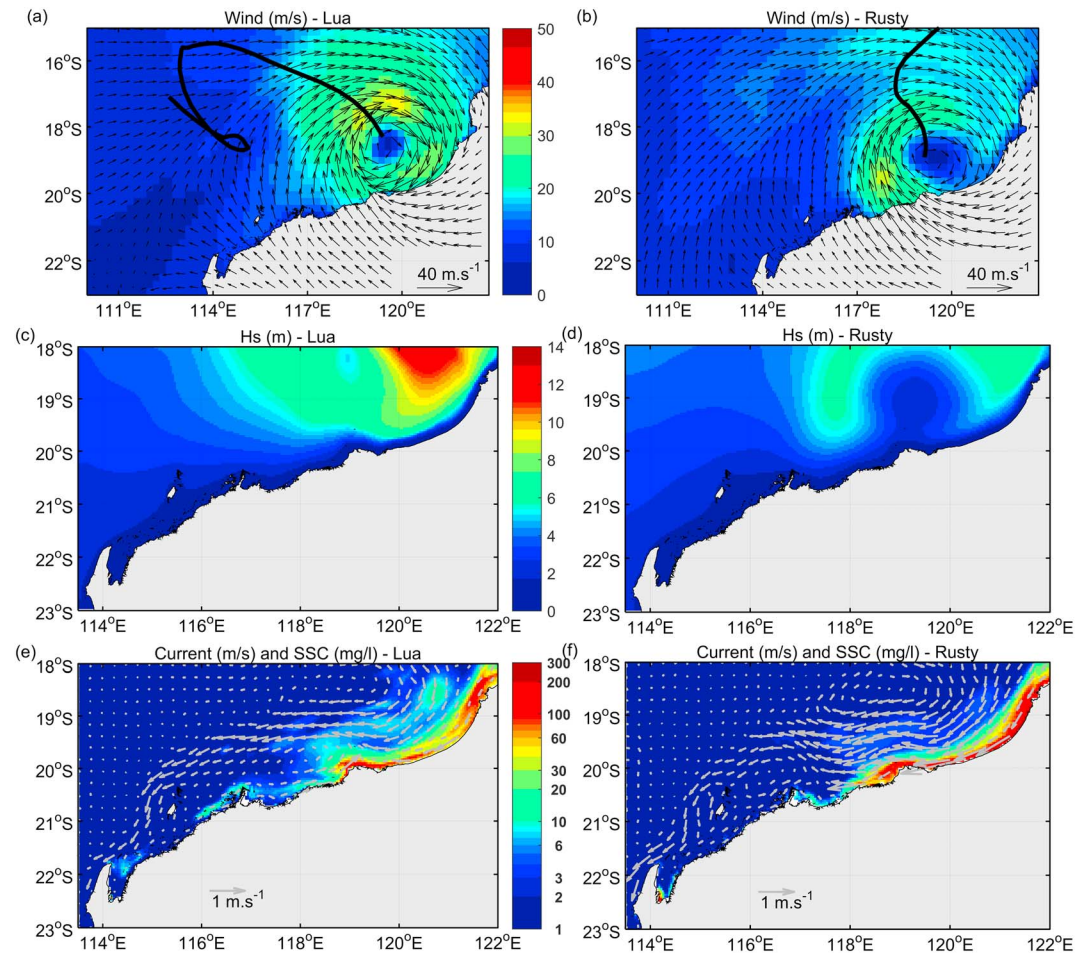 (a) Wind (m/s) - Lua
16°S
18°S
20°S
22°S
111°E 114°E 117°E 120°E
40 m.s-1
50
40
30
20
10
0
(b) Wind (m/s) - Rusty
16°S
18°S
20°S
22°S
111°E 114°E 117°E 120°E
40 m.s-1
(c) Hs (m) - Lua
18°S
19°S
20°S
21°S
22°S
23°S
114°E 116°E 118°E 120°E 122°E
14
12
10
8
6
4
2
0
(d) Hs (m) - Rusty
18°S
19°S
20°S
21°S
22°S
23°S
114°E 116°E 118°E 120°E 122°E
(e) Current (m/s) and SSC (mg/l) - Lua
18°S
19°S
20°S
21°S
22°S
23°S
114°E 116°E 118°E 120°E 122°E
1 m.s-1
300
200
100
60
30
20
10
6
3
2
1
(f) Current (m/s) and SSC (mg/l) - Rusty
18°S
19°S
20°S
21°S
22°S
23°S
114°E 116°E 118°E 120°E 122°E
1 m.s-1